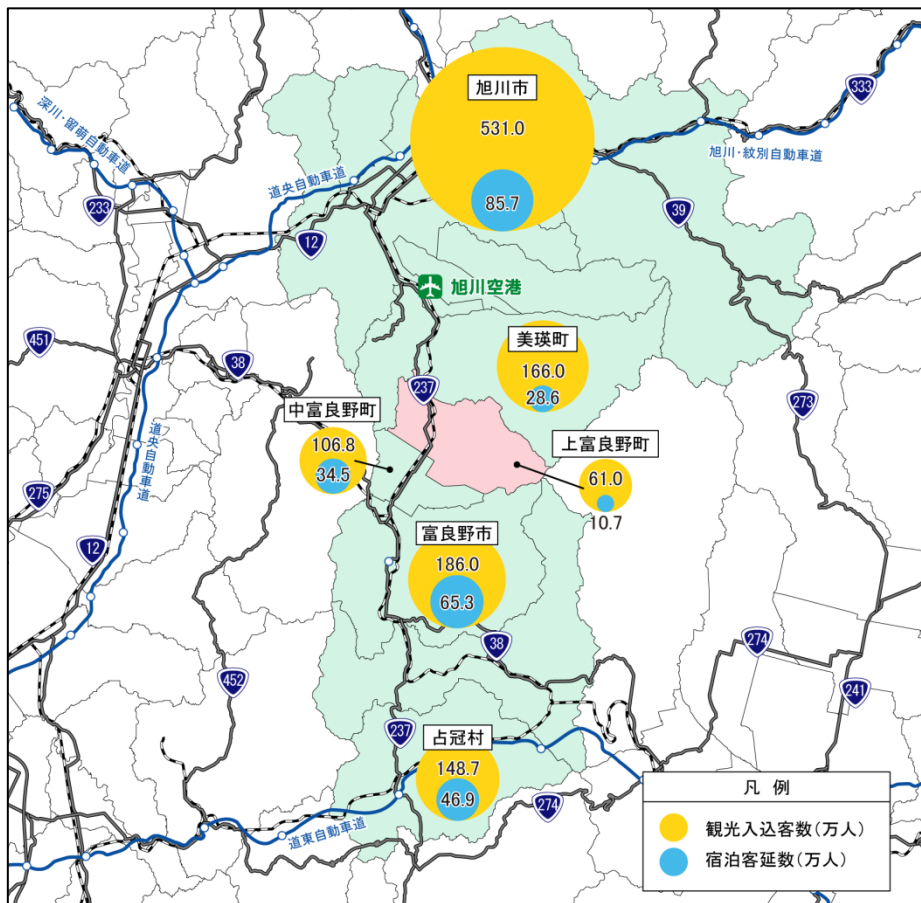 旭川市
531.0
85.7
333
深川・留萌自動車道
旭川・紋別自動車道
道央自動車道
233
12
39
旭川空港
451
38
237
美瑛町
166.0
28.6
273
中富良野町
106.8
34.5
上富良野町
61.0
10.7
道央自動車道
275
12
富良野市
186.0
65.3
38
274
452
241
237
占冠村
148.7
46.9
274
道東自動車道
凡 例
観光入込客数(万人)
宿泊客延数(万人)